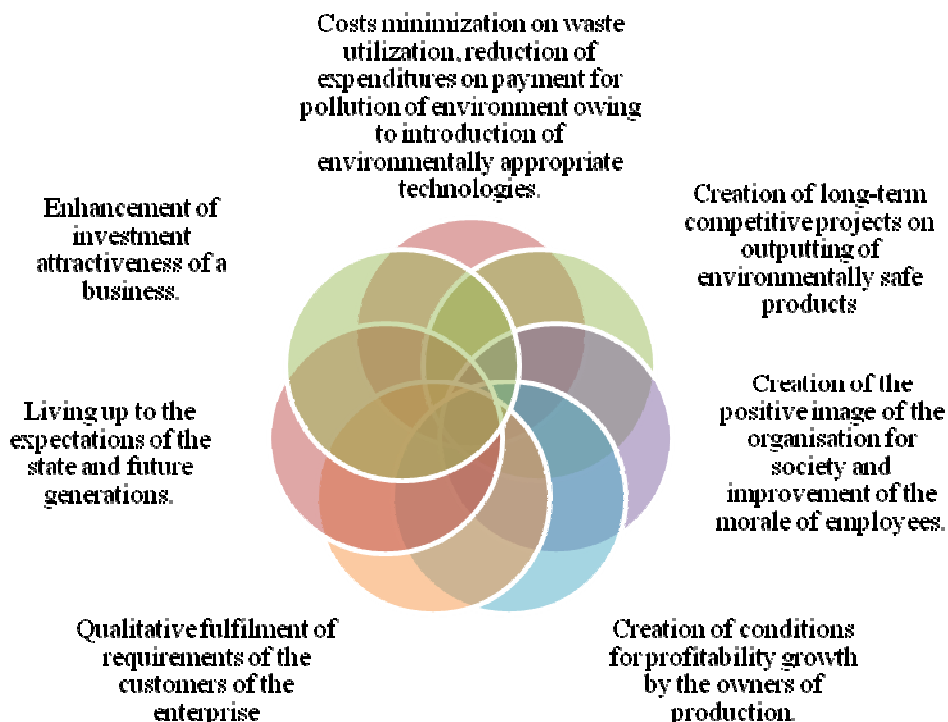 Costs minimization on waste
utilization, reduction of
expenditures on payment for
pollution of environment owing
to introduction of
environmentally appropriate
technologies.
Creation of long-term
competitive projects on
outputting of
environmentally safe
products
Creation of the
positive image of the
organisation for
society and
improvement of the
morale of employees.
Creation of conditions
for profitability growth
by the owners of
production.
Qualitative fulfilment of
requirements of the
customers of the
enterprise
Living up to the
expectations of the
state and future
generations.
Enhancement of
investment
attractiveness of a
business.